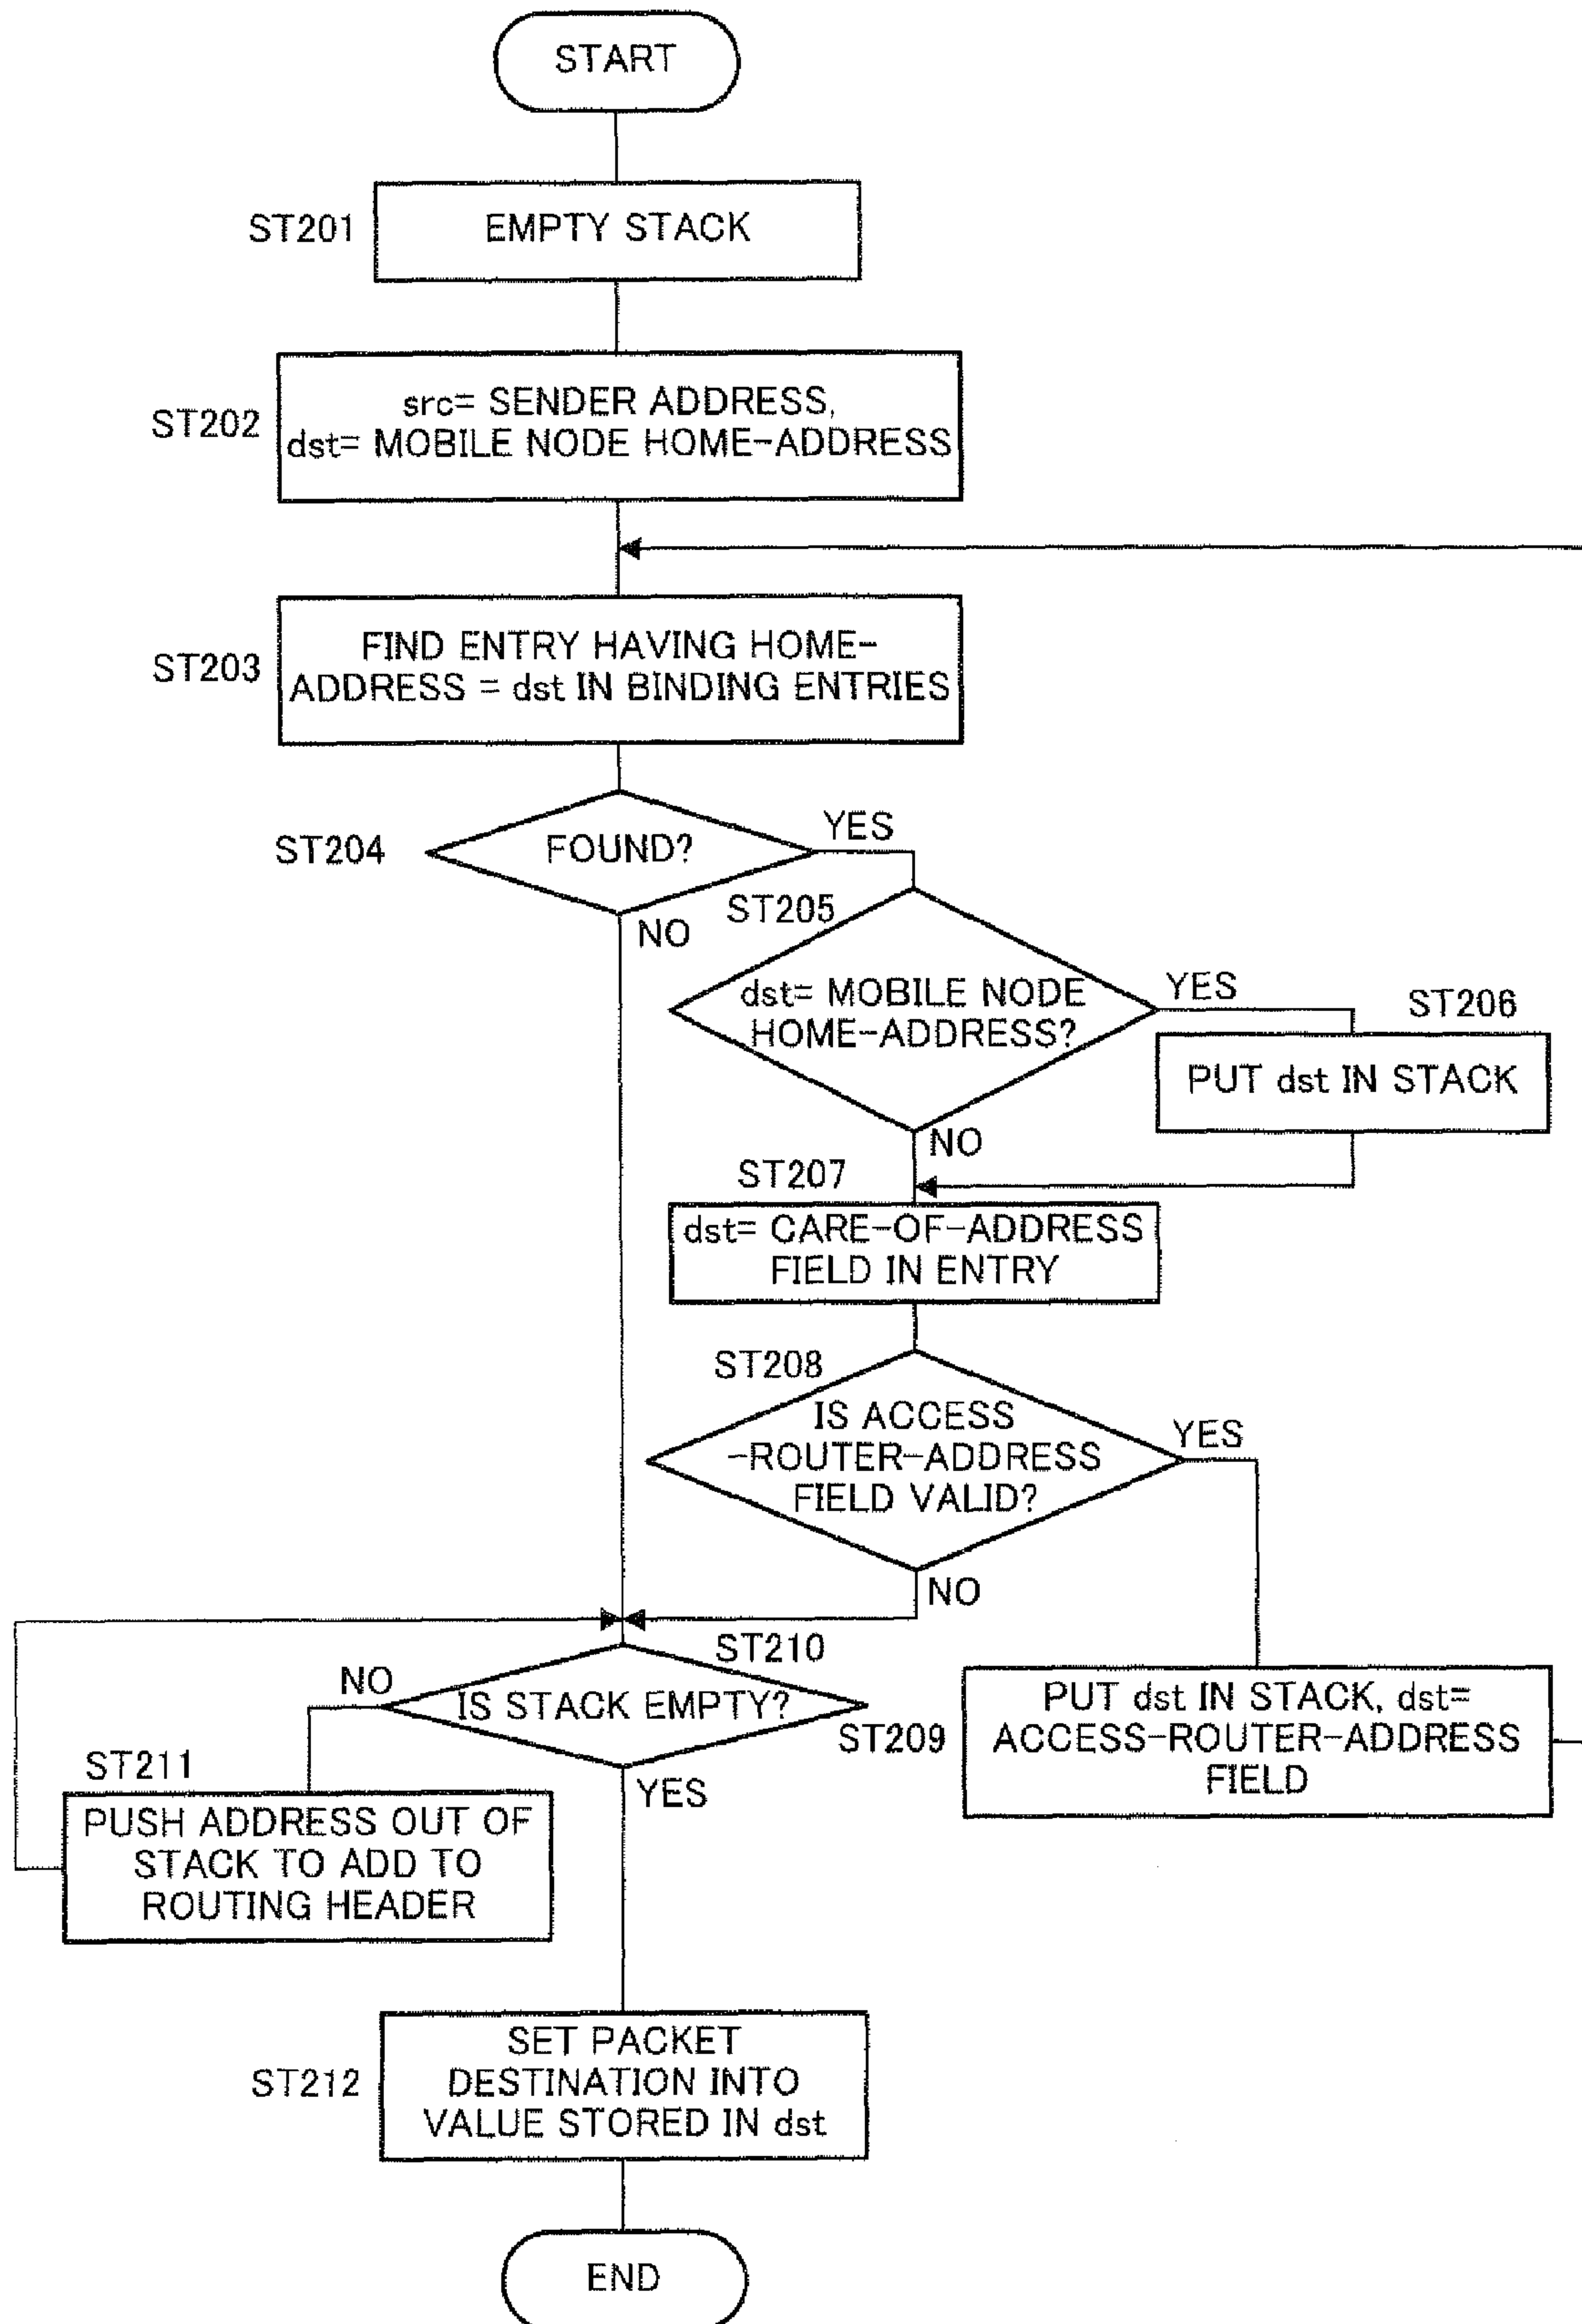 START
ST201
EMPTY STACK
ST202
src= SENDER ADDRESS,
dst= MOBILE NODE HOME-ADDRESS
ST203
FIND ENTRY HAVING HOME-
ADDRESS = dst IN BINDING ENTRIES
ST204
FOUND?
YES
NO
ST205
dst= MOBILE NODE
HOME-ADDRESS?
YES
ST206
PUT dst IN STACK
NO
ST207
dst= CARE-OF-ADDRESS
FIELD IN ENTRY
ST208
IS ACCESS
-ROUTER-ADDRESS
FIELD VALID?
YES
NO
ST210
NO
IS STACK EMPTY?
ST209
PUT dst IN STACK, dst=
ACCESS-ROUTER-ADDRESS
FIELD
ST211
YES
PUSH ADDRESS OUT OF
STACK TO ADD TO
ROUTING HEADER
ST212
SET PACKET
DESTINATION INTO
VALUE STORED IN dst
END